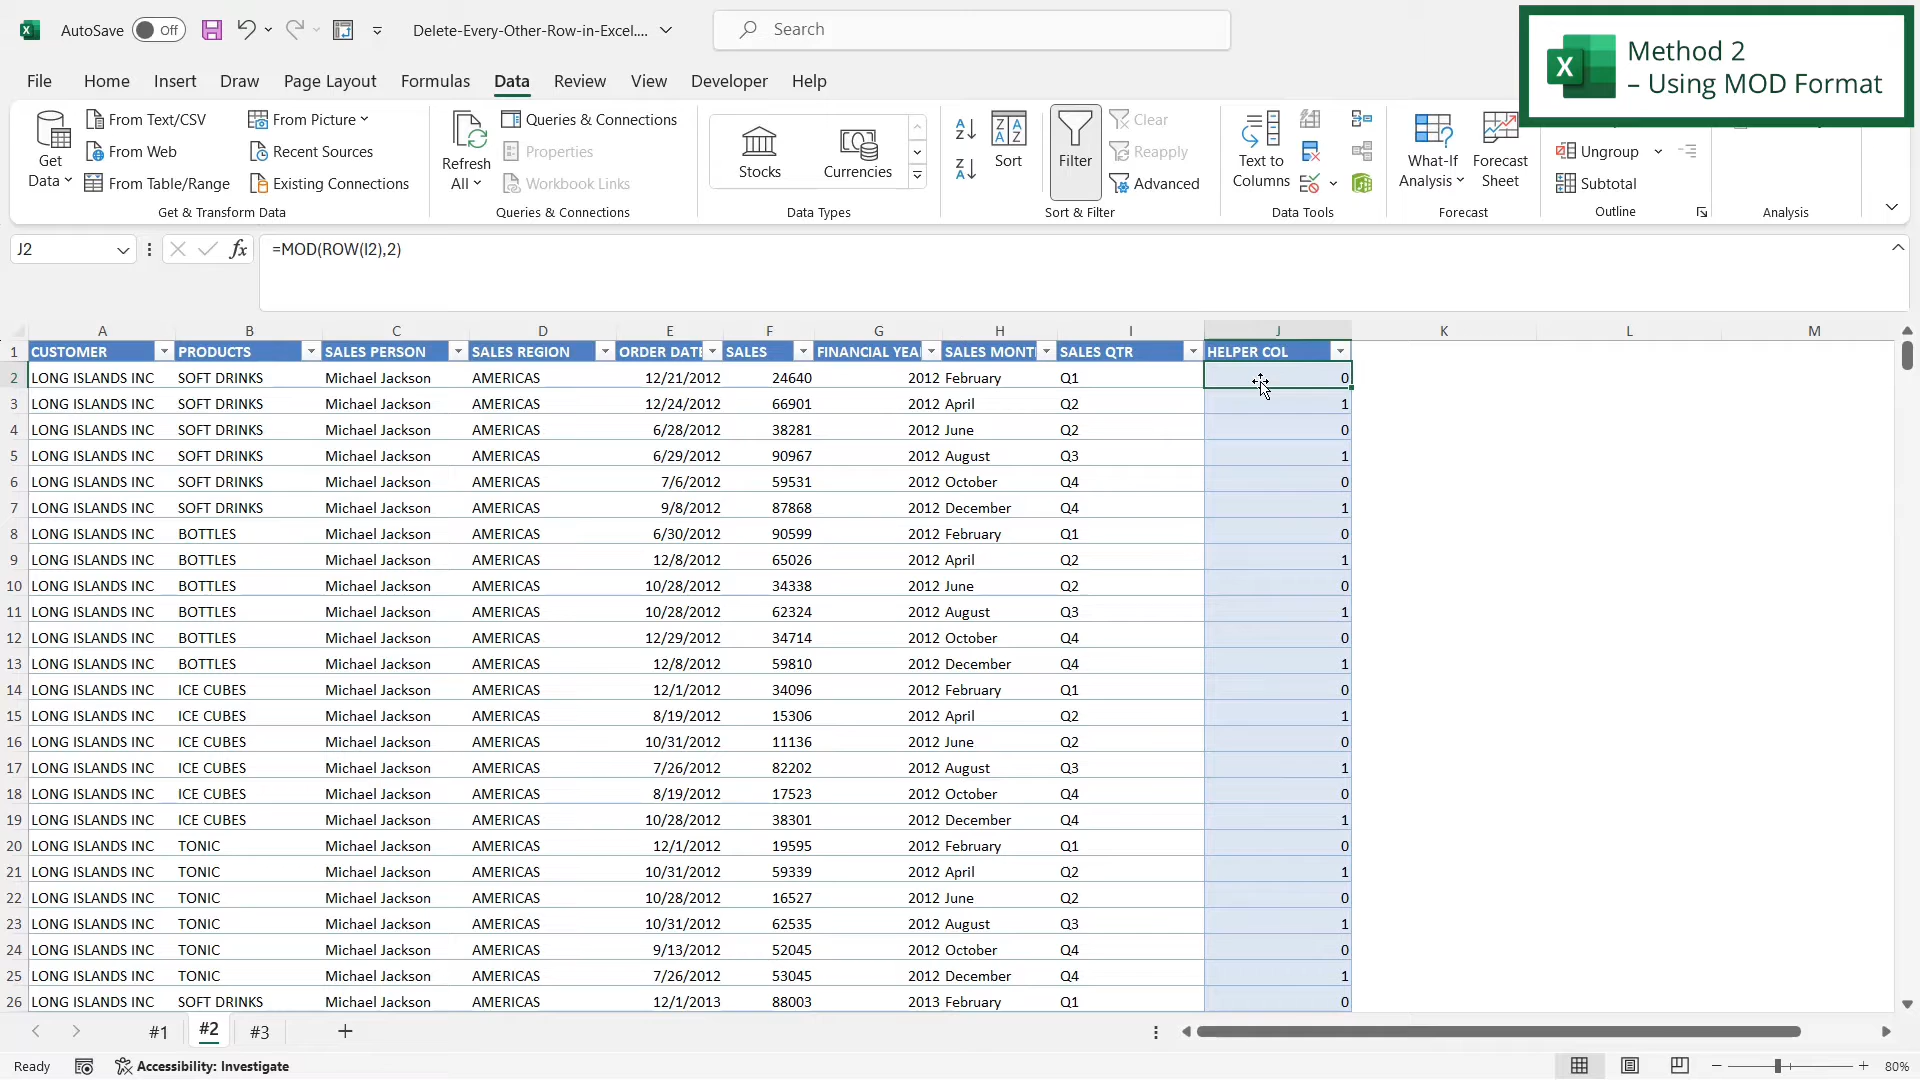 AutoSave Off Delete-Every-Other-Row-in-Excel.... Search
Method 2
– Using MOD Format
File Home Insert Draw Page Layout Formulas Data Review View Developer Help
Get Data
From Text/CSV
From Web
From Table/Range
From Picture
Recent Sources
Existing Connections
Get & Transform Data
Refresh All
Queries & Connections
Properties
Workbook Links
Queries & Connections
Stocks
Currencies
Data Types
Sort
Filter
Clear
Reapply
Advanced
Sort & Filter
Text to Columns
Data Tools
What-If Analysis
Forecast Sheet
Forecast
Ungroup
Subtotal
Outline
Analysis
J2 fx =MOD(ROW(I2),2)
A B C D E F G H I J K L M
1 CUSTOMER PRODUCTS SALES PERSON SALES REGION ORDER DATE SALES FINANCIAL YEA SALES MONT SALES QTR HELPER COL
2 LONG ISLANDS INC SOFT DRINKS Michael Jackson AMERICAS 12/21/2012 24640 2012 February Q1 0
3 LONG ISLANDS INC SOFT DRINKS Michael Jackson AMERICAS 12/24/2012 66901 2012 April Q2 1
4 LONG ISLANDS INC SOFT DRINKS Michael Jackson AMERICAS 6/28/2012 38281 2012 June Q2 0
5 LONG ISLANDS INC SOFT DRINKS Michael Jackson AMERICAS 6/29/2012 90967 2012 August Q3 1
6 LONG ISLANDS INC SOFT DRINKS Michael Jackson AMERICAS 7/6/2012 59531 2012 October Q4 0
7 LONG ISLANDS INC SOFT DRINKS Michael Jackson AMERICAS 9/8/2012 87868 2012 December Q4 1
8 LONG ISLANDS INC BOTTLES Michael Jackson AMERICAS 6/30/2012 90599 2012 February Q1 0
9 LONG ISLANDS INC BOTTLES Michael Jackson AMERICAS 12/8/2012 65026 2012 April Q2 1
10 LONG ISLANDS INC BOTTLES Michael Jackson AMERICAS 10/28/2012 34338 2012 June Q2 0
11 LONG ISLANDS INC BOTTLES Michael Jackson AMERICAS 10/28/2012 62324 2012 August Q3 1
12 LONG ISLANDS INC BOTTLES Michael Jackson AMERICAS 12/29/2012 34714 2012 October Q4 0
13 LONG ISLANDS INC BOTTLES Michael Jackson AMERICAS 12/8/2012 59810 2012 December Q4 1
14 LONG ISLANDS INC ICE CUBES Michael Jackson AMERICAS 12/1/2012 34096 2012 February Q1 0
15 LONG ISLANDS INC ICE CUBES Michael Jackson AMERICAS 8/19/2012 15306 2012 April Q2 1
16 LONG ISLANDS INC ICE CUBES Michael Jackson AMERICAS 10/31/2012 11136 2012 June Q2 0
17 LONG ISLANDS INC ICE CUBES Michael Jackson AMERICAS 7/26/2012 82202 2012 August Q3 1
18 LONG ISLANDS INC ICE CUBES Michael Jackson AMERICAS 8/19/2012 17523 2012 October Q4 0
19 LONG ISLANDS INC ICE CUBES Michael Jackson AMERICAS 10/28/2012 38301 2012 December Q4 1
20 LONG ISLANDS INC TONIC Michael Jackson AMERICAS 12/1/2012 19595 2012 February Q1 0
21 LONG ISLANDS INC TONIC Michael Jackson AMERICAS 10/31/2012 59339 2012 April Q2 1
22 LONG ISLANDS INC TONIC Michael Jackson AMERICAS 10/28/2012 16527 2012 June Q2 0
23 LONG ISLANDS INC TONIC Michael Jackson AMERICAS 10/31/2012 62535 2012 August Q3 1
24 LONG ISLANDS INC TONIC Michael Jackson AMERICAS 9/13/2012 52045 2012 October Q4 0
25 LONG ISLANDS INC TONIC Michael Jackson AMERICAS 7/26/2012 53045 2012 December Q4 1
26 LONG ISLANDS INC SOFT DRINKS Michael Jackson AMERICAS 12/1/2013 88003 2013 February Q1 0
#1 #2 #3
Ready Accessibility: Investigate 80%